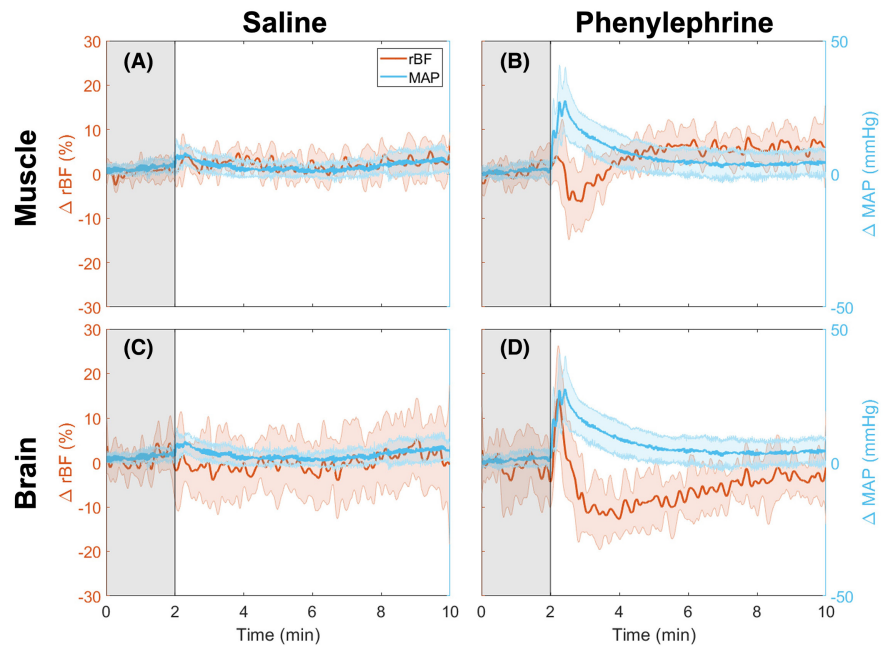 Saline
Phenylephrine
Muscle
Δ rBF (%)
30
20
10
0
-10
-20
-30
(A)
rBF
MAP
(B)
50
0
-50
Δ MAP (mmHg)
Brain
Δ rBF (%)
30
20
10
0
-10
-20
-30
(C)
(D)
50
0
-50
Δ MAP (mmHg)
0 2 4 6 8 10
Time (min)
0 2 4 6 8 10
Time (min)